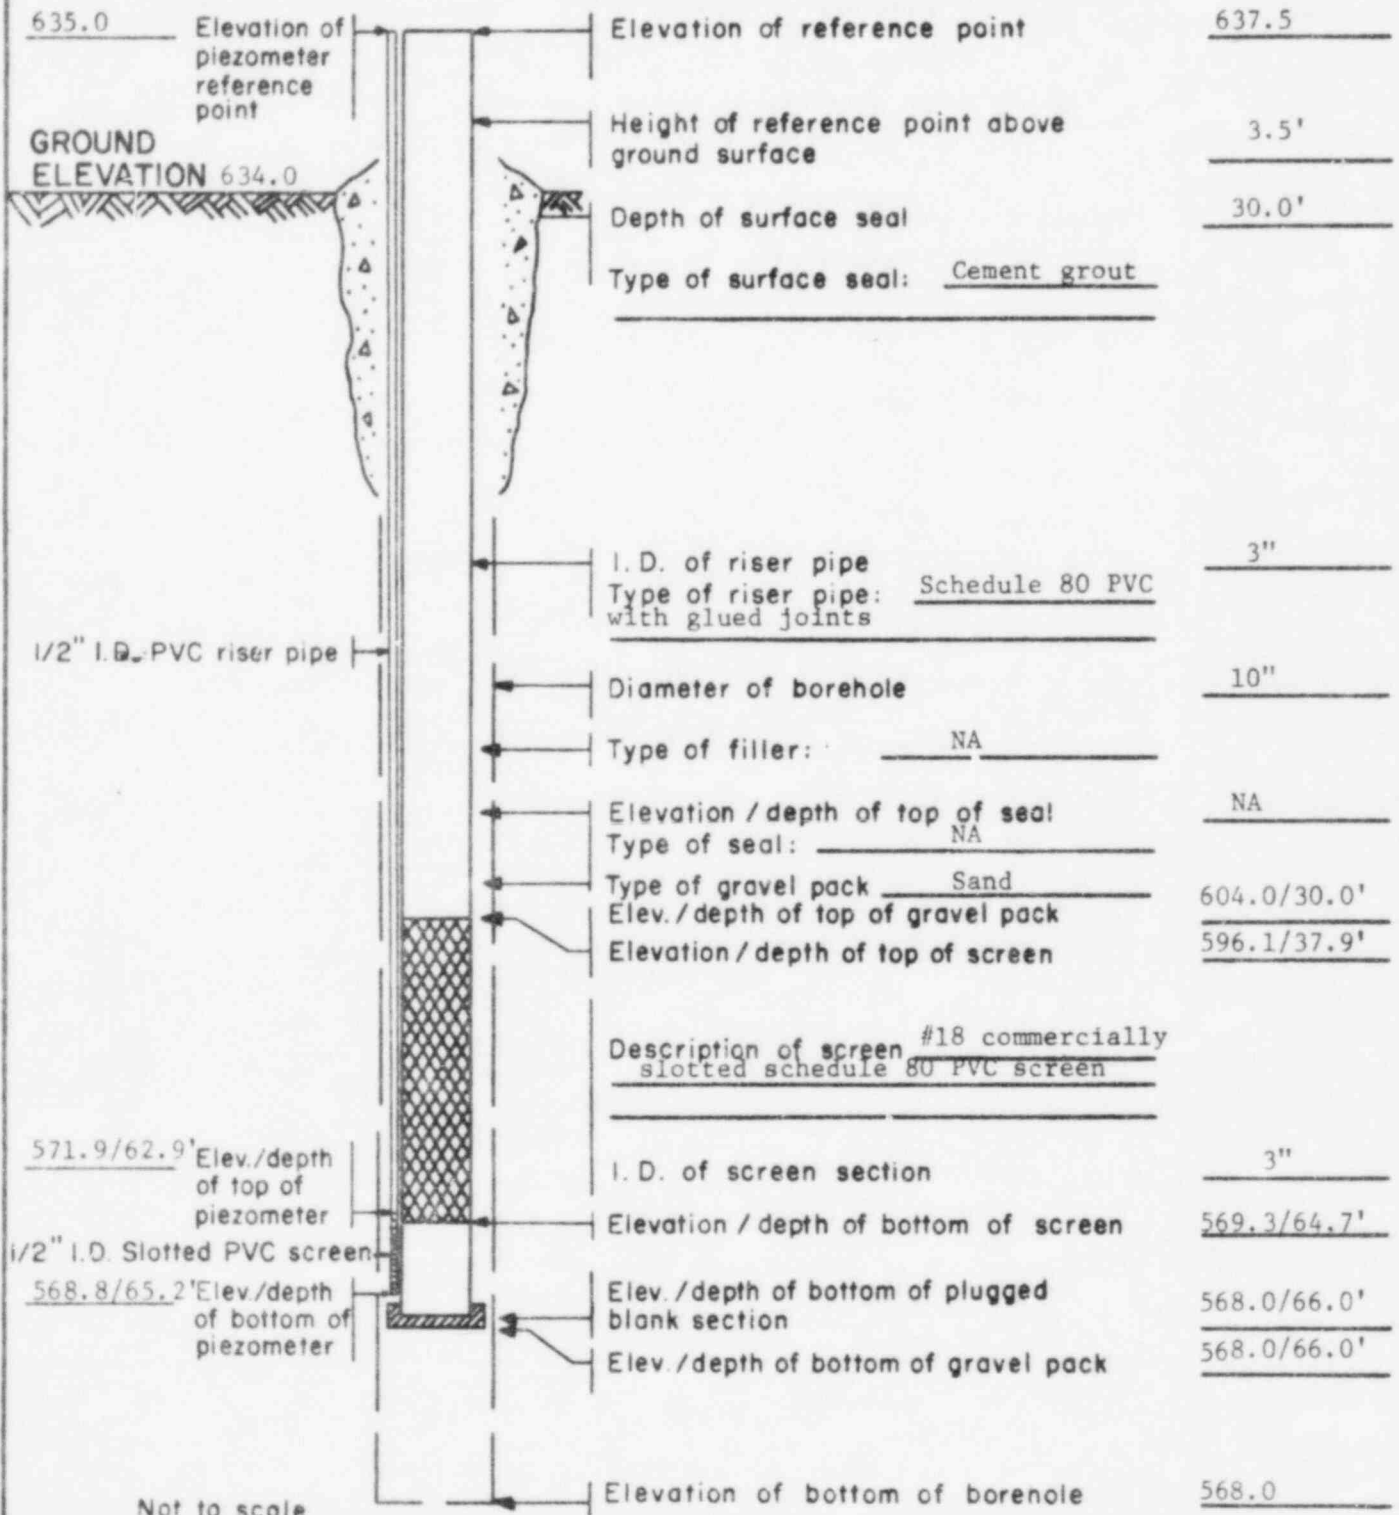 635.0 Elevation of piezometer reference point
Elevation of reference point 637.5
Height of reference point above ground surface 3.5'
GROUND
ELEVATION 634.0
Depth of surface seal 30.0'
Type of surface seal: Cement grout
I.D. of riser pipe 3"
Type of riser pipe: Schedule 80 PVC
with glued joints
1/2" I.D. PVC riser pipe
Diameter of borehole 10"
Type of filler: NA
Elevation / depth of top of seal NA
Type of seal: NA
Type of gravel pack Sand
Elev./depth of top of gravel pack 604.0/30.0'
Elevation / depth of top of screen 596.1/37.9'
Description of screen #18 commercially
slotted schedule 80 PVC screen
571.9/62.9' Elev./depth
of top of
piezometer
I.D. of screen section 3"
Elevation / depth of bottom of screen 569.3/64.7'
1/2" I.D. Slotted PVC screen
568.8/65.2' Elev./depth
of bottom of
piezometer
Elev./depth of bottom of plugged
blank section 568.0/66.0'
Elev./depth of bottom of gravel pack 568.0/66.0'
Elevation of bottom of borehole 568.0
Not to scale